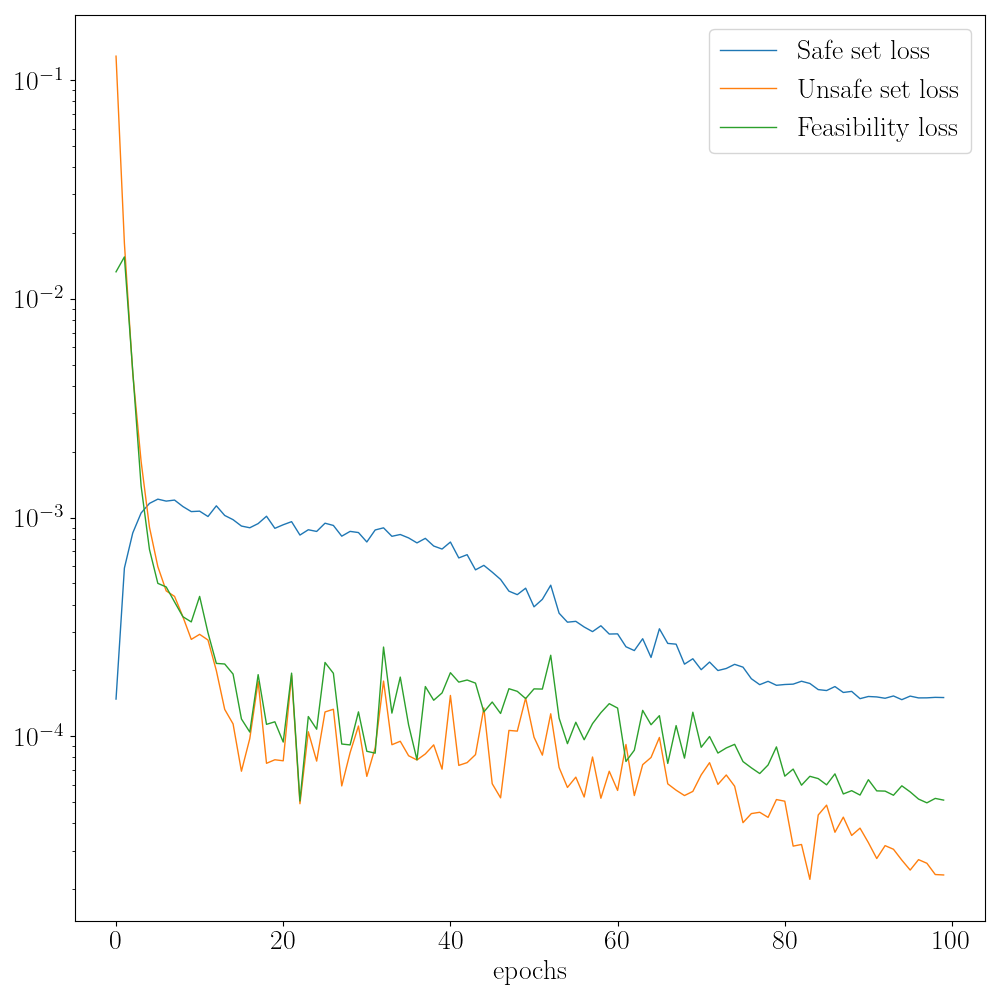 Safe set loss
Unsafe set loss
Feasibility loss
10⁻¹
10⁻²
10⁻³
10⁻⁴
0 20 40 60 80 100
epochs